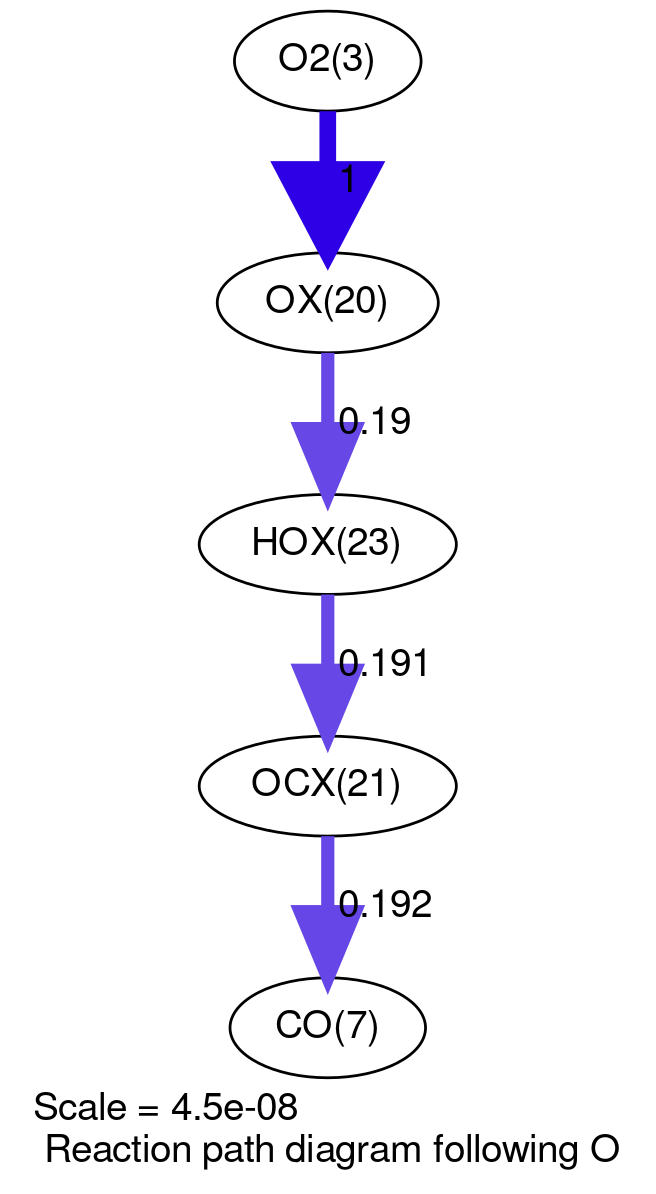 O2(3)
1
OX(20)
0.19
HOX(23)
0.191
OCX(21)
0.192
CO(7)
Scale = 4.5e-08
Reaction path diagram following O